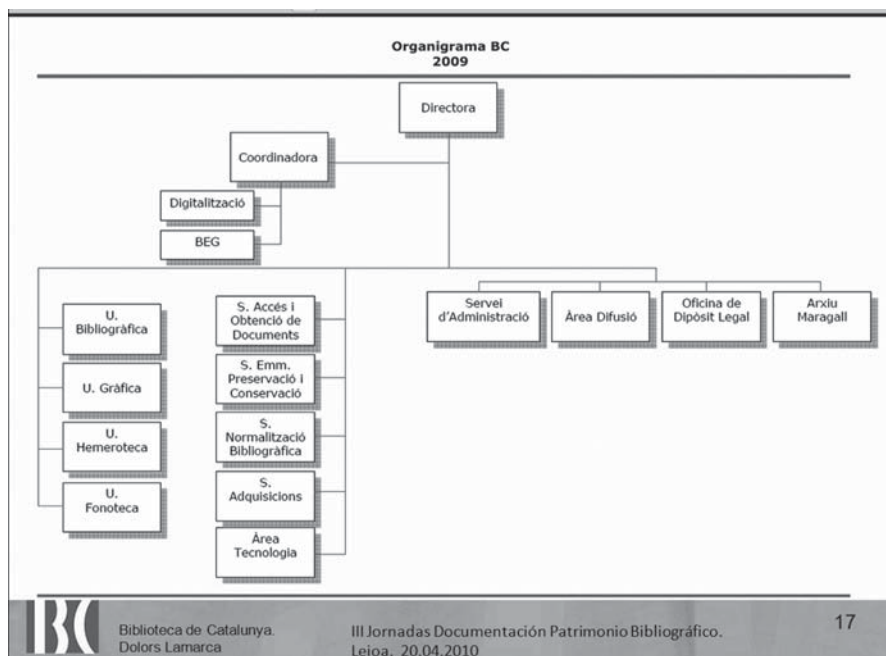 Organigrama BC
2009
Directora
Coordinadora
Digitalització
BEG
U.
Bibliogràfica
U. Gràfica
U.
Hemeroteca
U.
Fonoteca
S. Accés i
Obtenció de
Documents
S. Emm.
Preservació i
Conservació
S.
Normalització
Bibliogràfica
S.
Adquisicions
Àrea
Tecnologia
Servei
d'Administració
Àrea Difusió
Oficina de
Dipòsit Legal
Arxiu
Maragall
BC
Biblioteca de Catalunya.
Dolors Lamarca
III Jornadas Documentación Patrimonio Bibliográfico.
Leioa, 20.04.2010
17